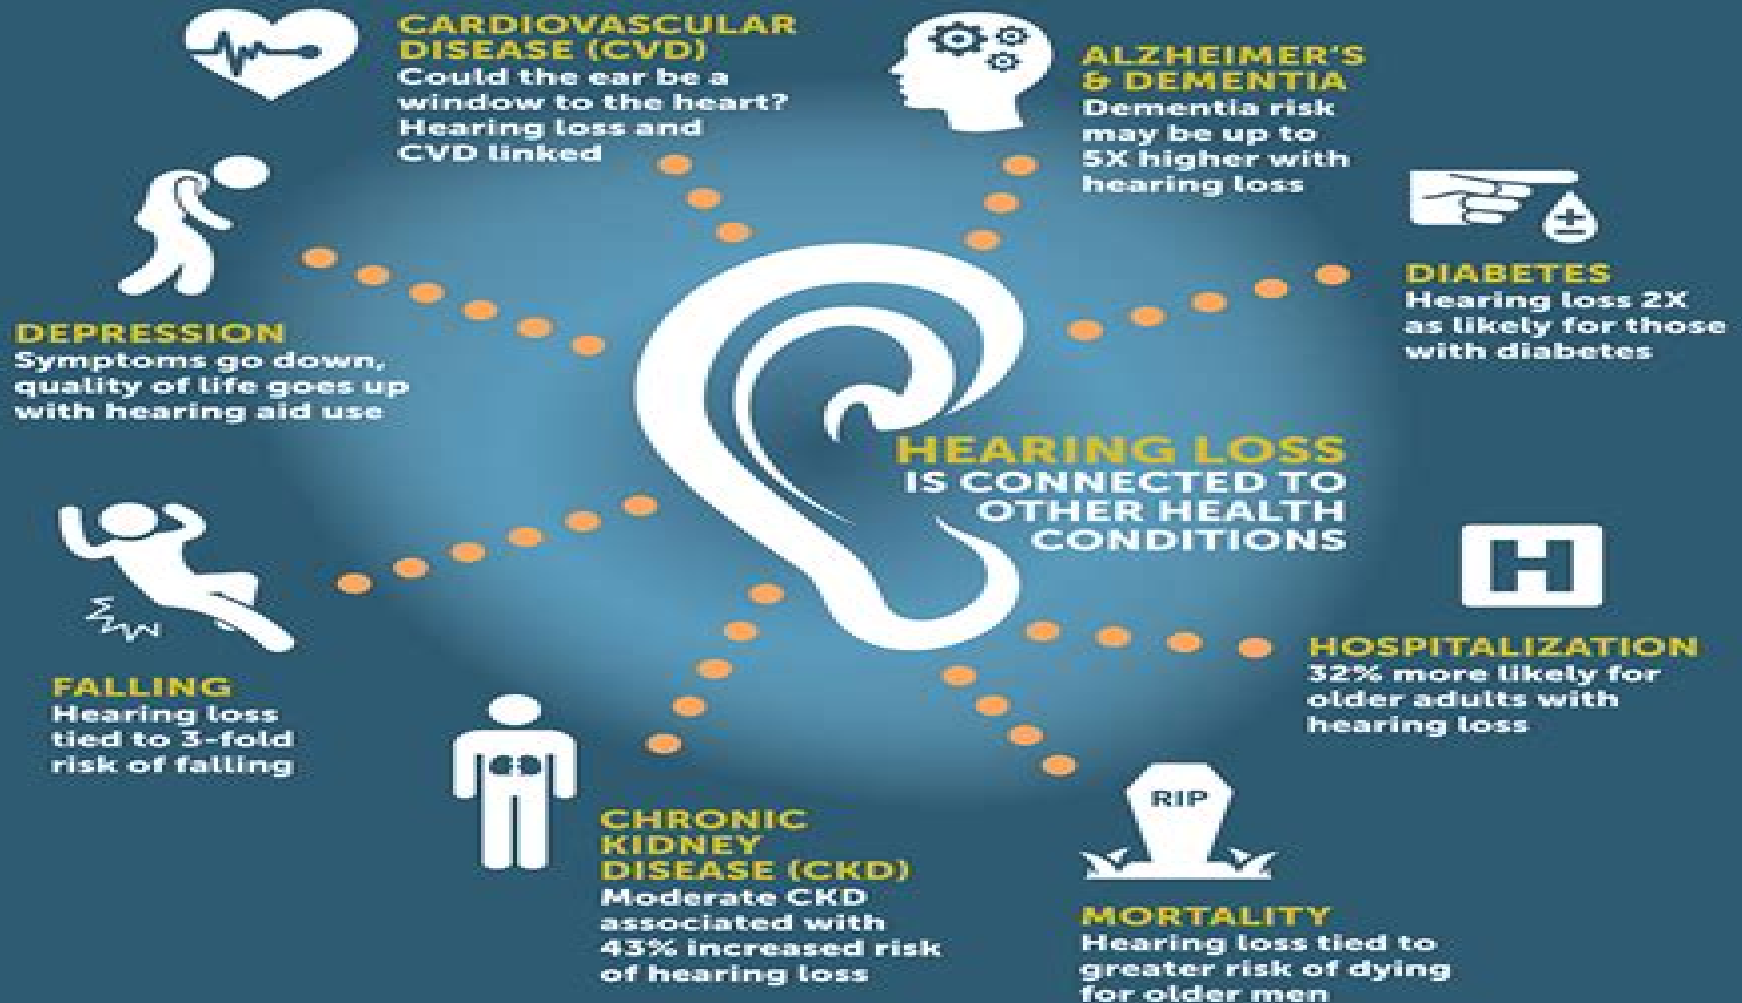 CARDIOVASCULAR
DISEASE (CVD)
Could the ear be a
window to the heart?
Hearing loss and
CVD linked
ALZHEIMER'S
& DEMENTIA
Dementia risk
may be up to
5X higher with
hearing loss
DIABETES
Hearing loss 2X
as likely for those
with diabetes
DEPRESSION
Symptoms go down,
quality of life goes up
with hearing aid use
HEARING LOSS
IS CONNECTED TO
OTHER HEALTH
CONDITIONS
H
HOSPITALIZATION
32% more likely for
older adults with
hearing loss
FALLING
Hearing loss
tied to 3-fold
risk of falling
CHRONIC
KIDNEY
DISEASE (CKD)
Moderate CKD
associated with
43% increased risk
of hearing loss
RIP
MORTALITY
Hearing loss tied to
greater risk of dying
for older men